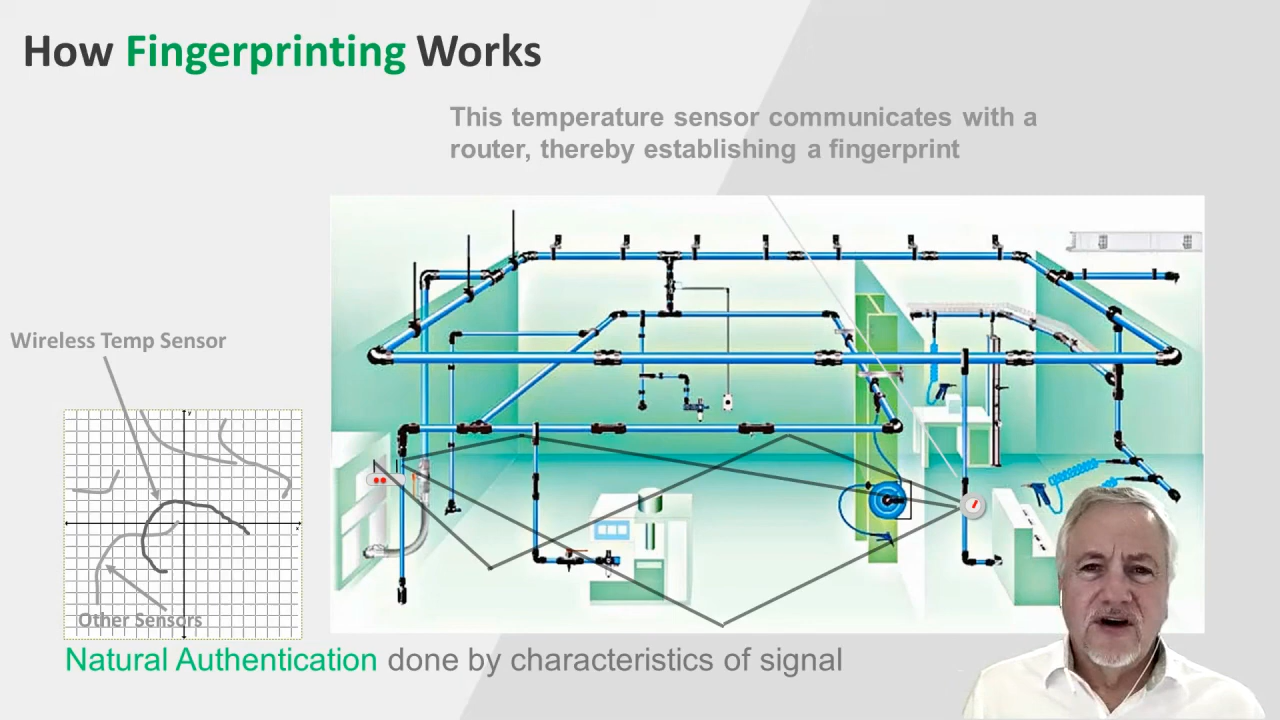 How Fingerprinting Works
This temperature sensor communicates with a
router, thereby establishing a fingerprint
Wireless Temp Sensor
y
x
Other Sensors
Natural Authentication done by characteristics of signal